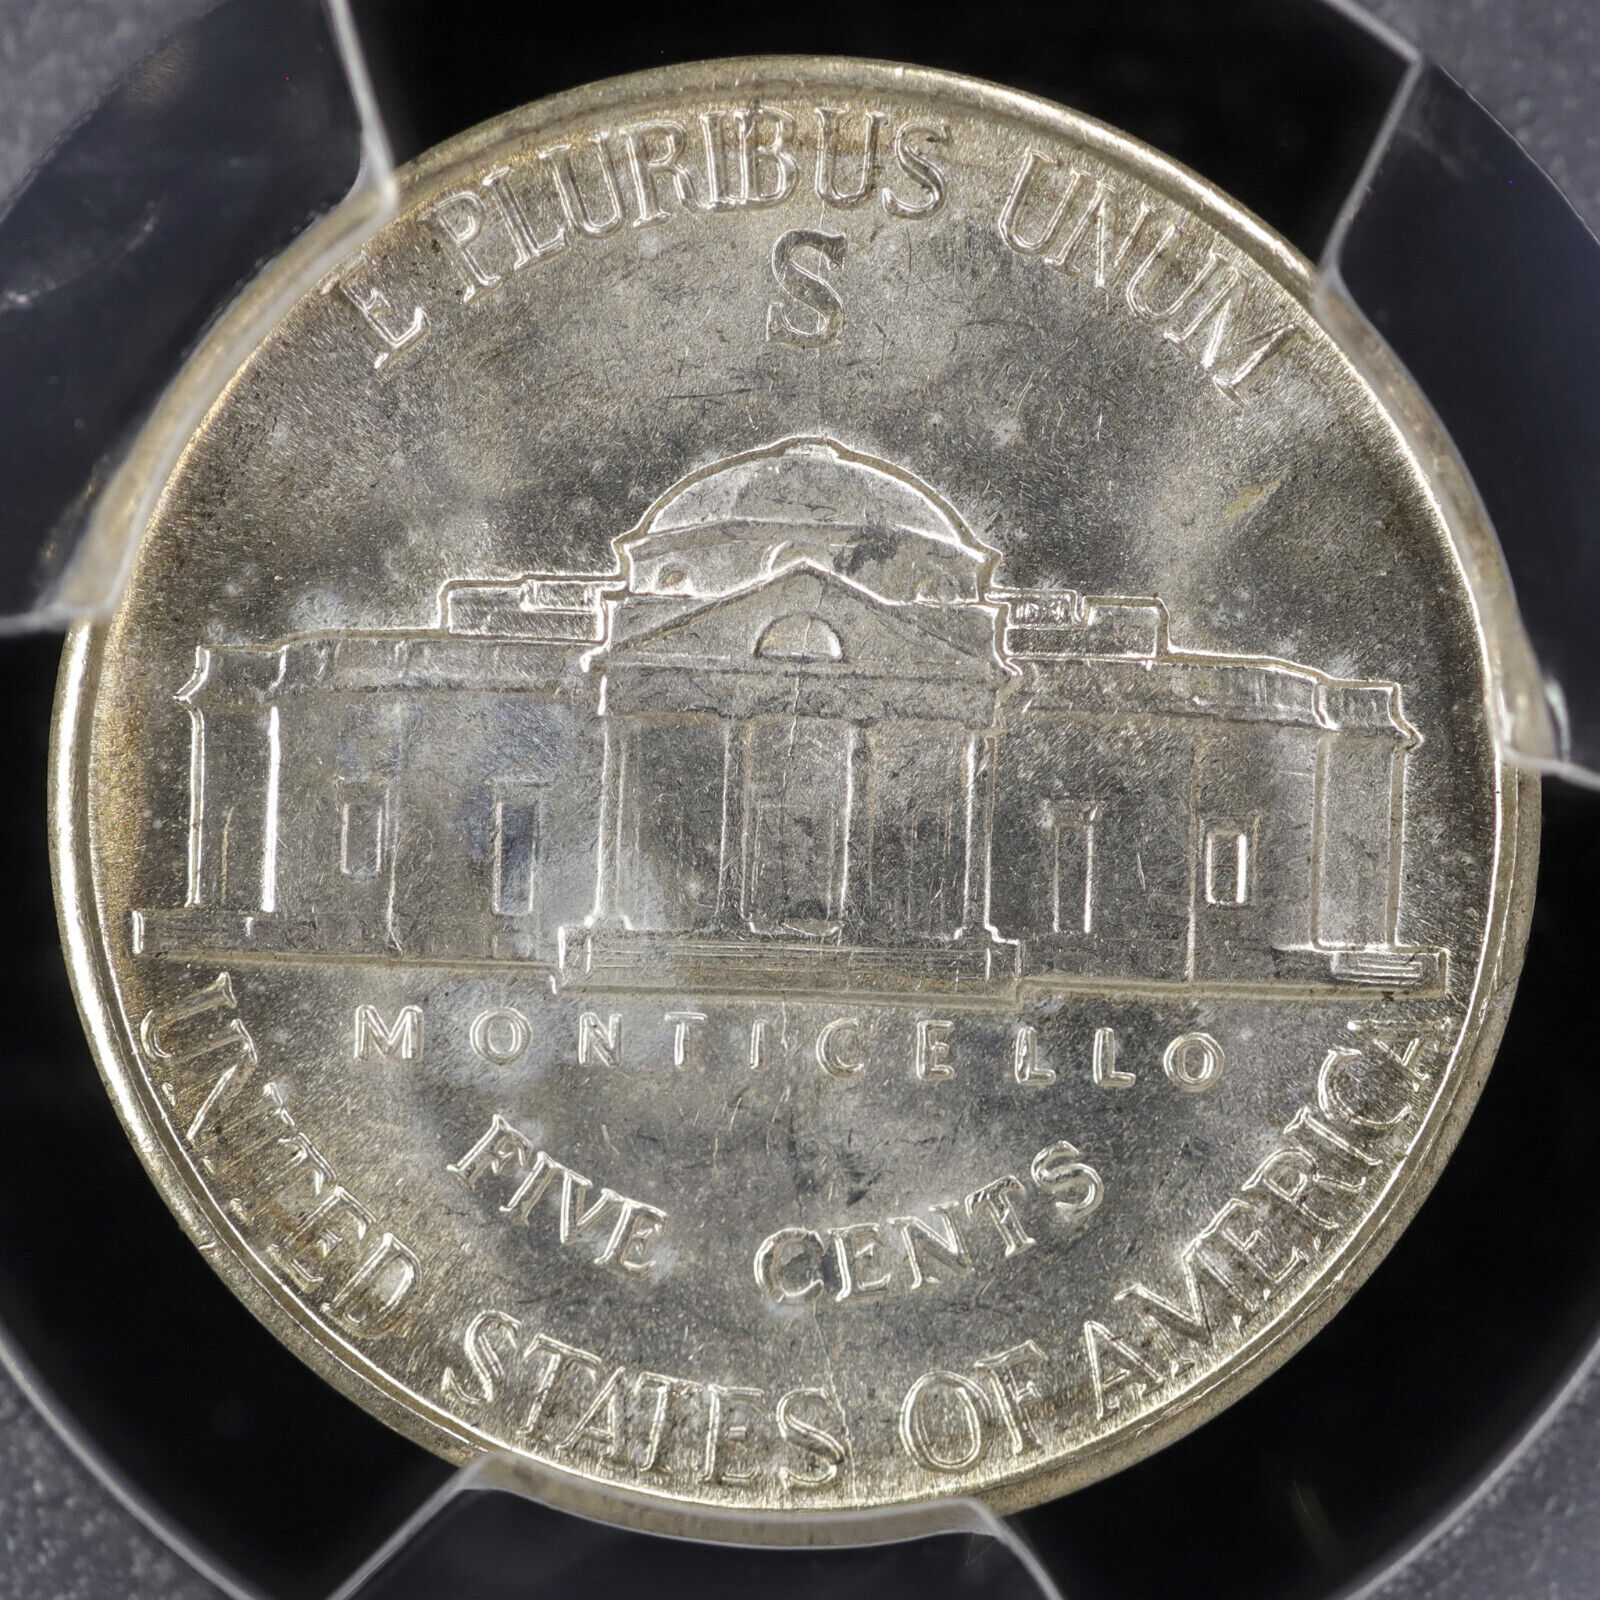 E PLURIBUS UNUM
S
MONTICELLO
FIVE CENTS
UNITED STATES OF AMERICA